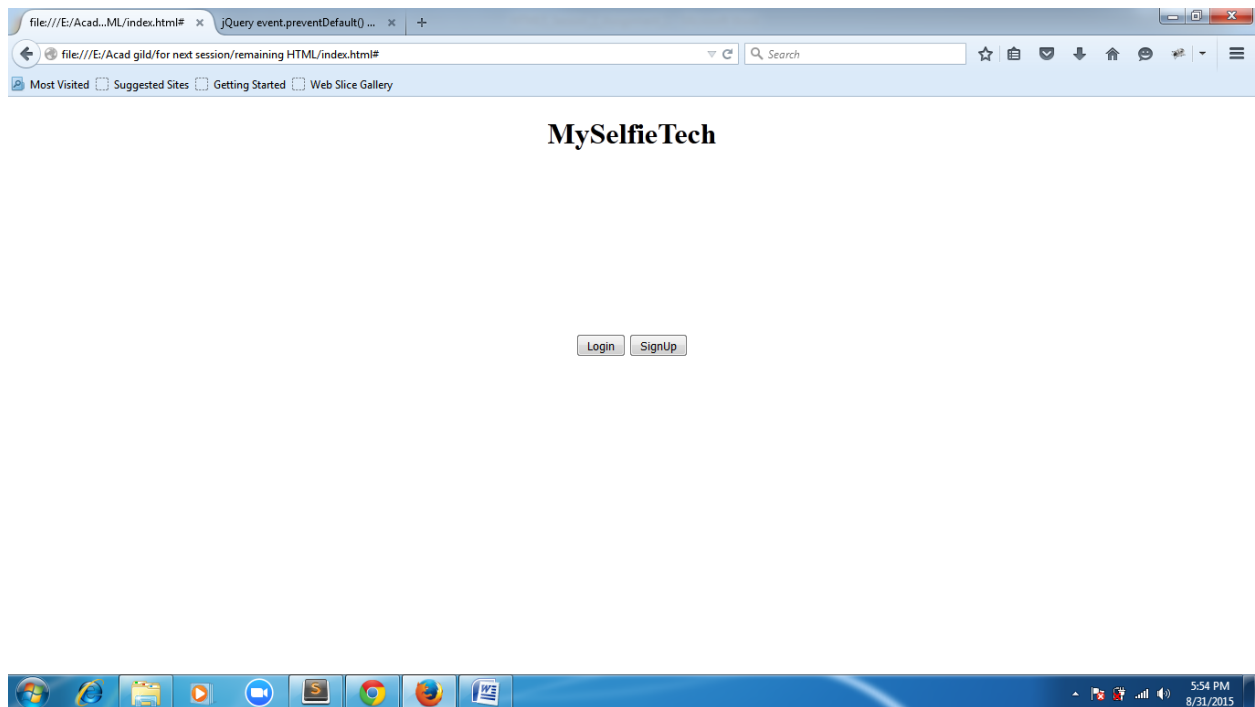 file:///E:/Acad...ML/index.html# jQuery event.preventDefault() ...
file:///E:/Acad gild/for next session/remaining HTML/index.html# Search
Most Visited Suggested Sites Getting Started Web Slice Gallery
MySelfieTech
Login SignUp
5:54 PM
8/31/2015